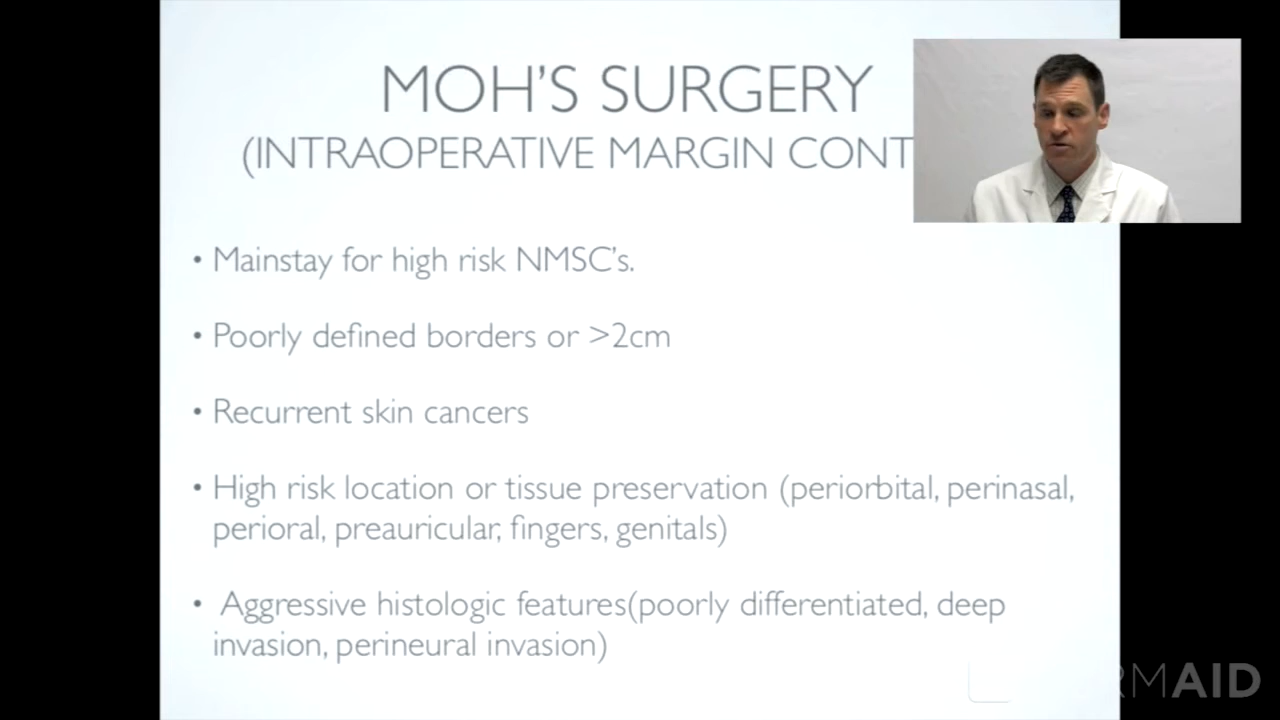 MOH'S SURGERY
(INTRAOPERATIVE MARGIN CONT
• Mainstay for high risk NMSC's.
• Poorly defined borders or >2cm
• Recurrent skin cancers
• High risk location or tissue preservation (periorbital, perinasal,
perioral, preauricular, fingers, genitals)
• Aggressive histologic features(poorly differentiated, deep
invasion, perineural invasion)
RMAID